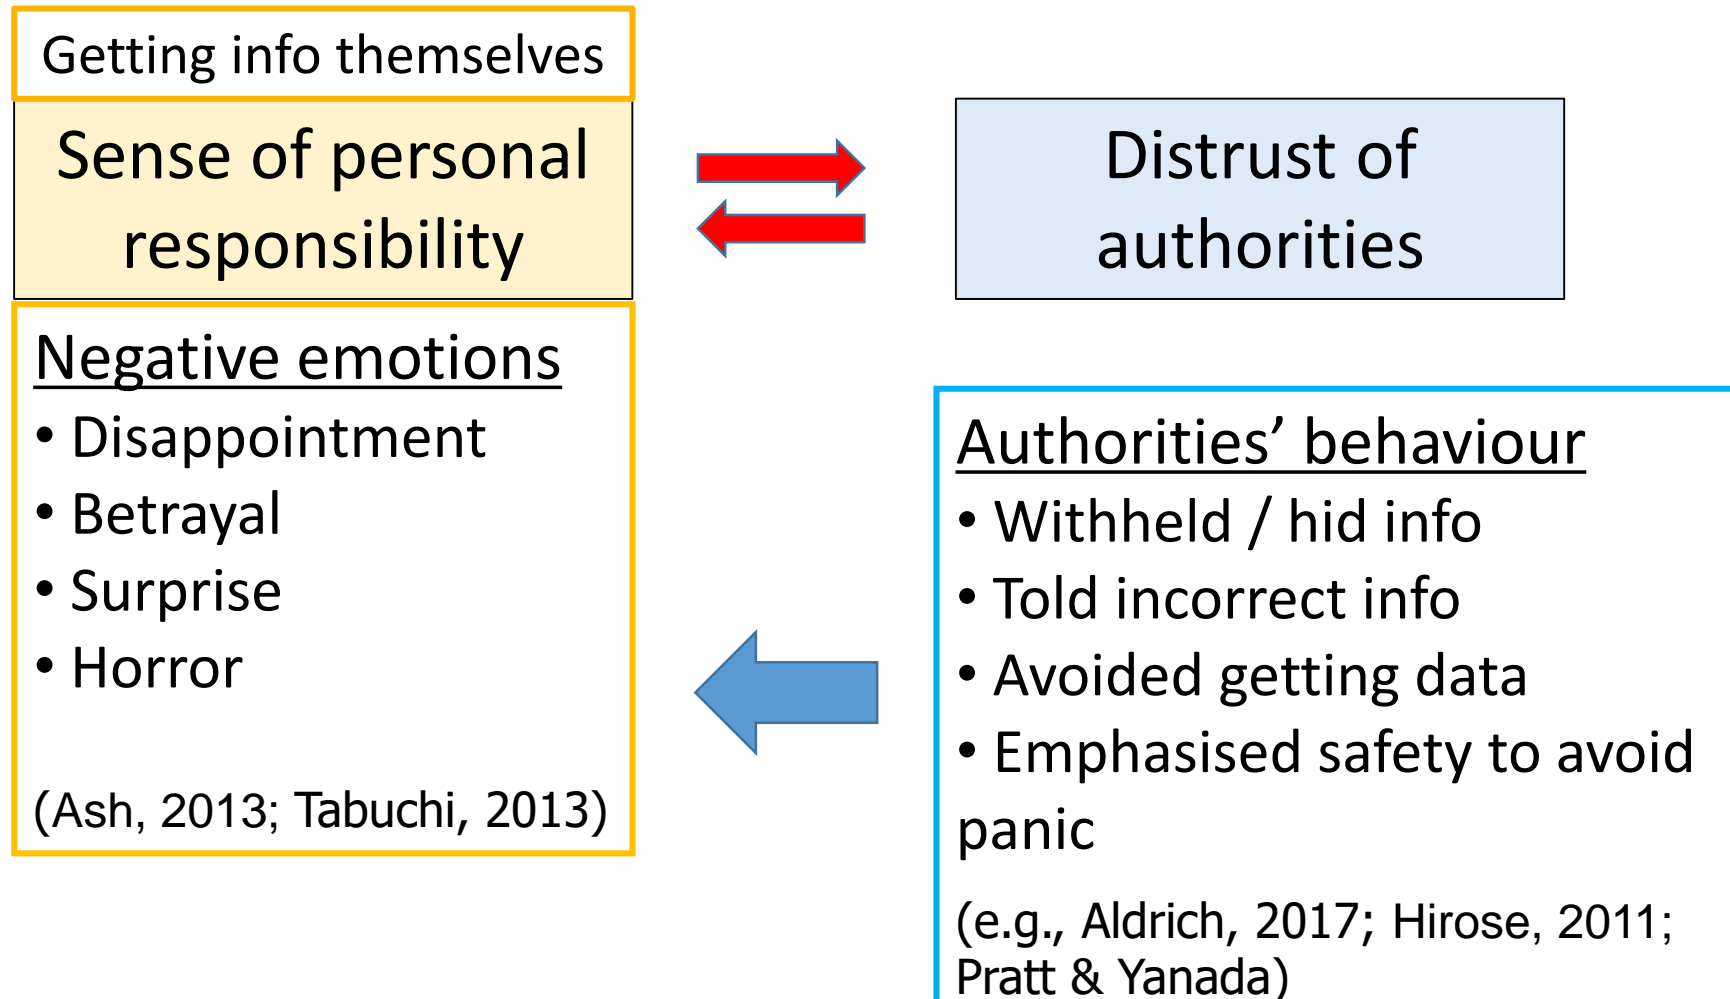 Getting info themselves
Sense of personal
responsibility
Distrust of
authorities
Negative emotions
• Disappointment
• Betrayal
• Surprise
• Horror
(Ash, 2013; Tabuchi, 2013)
Authorities’ behaviour
• Withheld / hid info
• Told incorrect info
• Avoided getting data
• Emphasised safety to avoid
panic
(e.g., Aldrich, 2017; Hirose, 2011;
Pratt & Yanada)